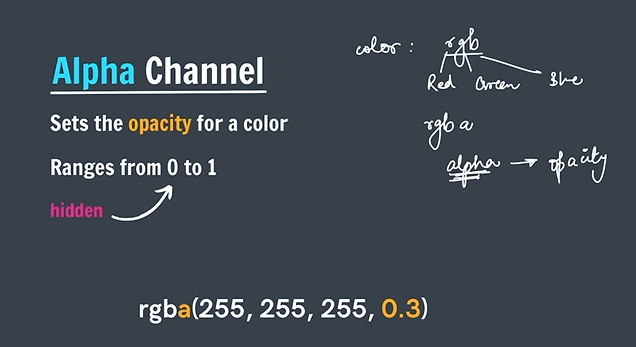 Alpha Channel
Sets the opacity for a color
Ranges from 0 to 1
hidden
color : rgb
Red Green Blue
rgba
alpha → opacity
rgba(255, 255, 255, 0.3)